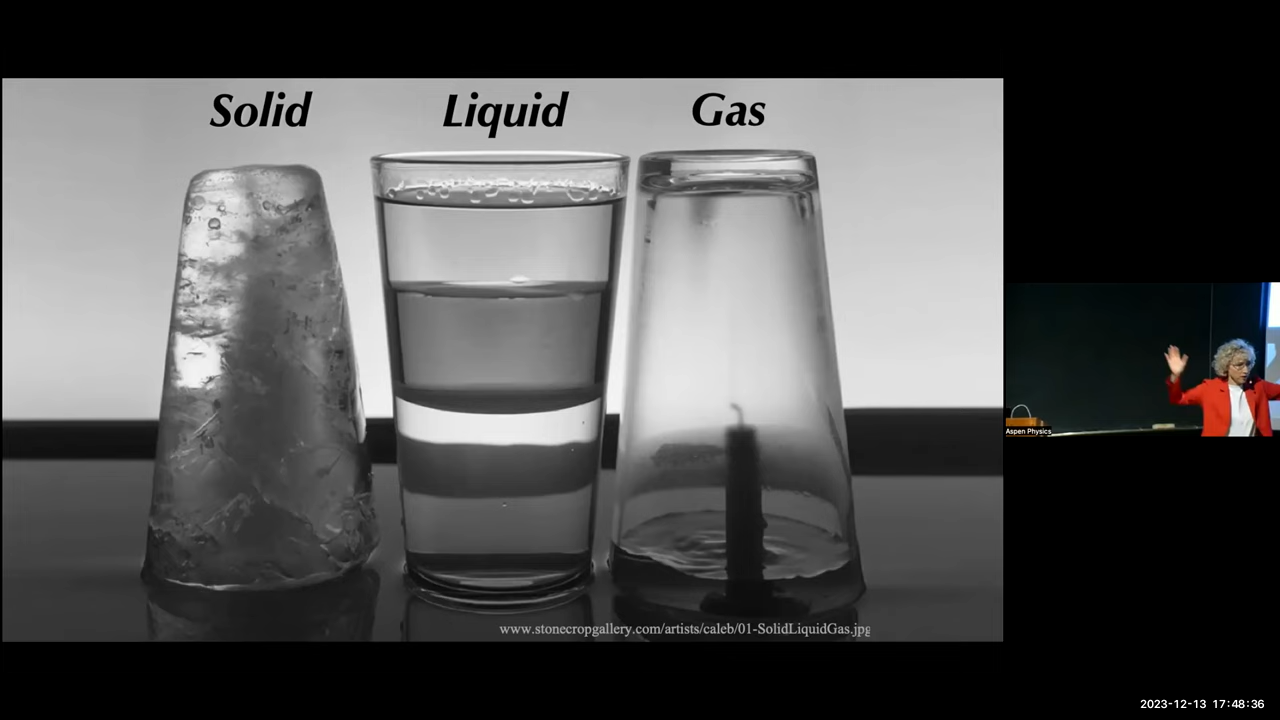 Solid
Liquid
Gas
www.stonecropgallery.com/artists/caleb/01-SolidLiquidGas.jpg
Aspen Physics
2023-12-13 17:48:36